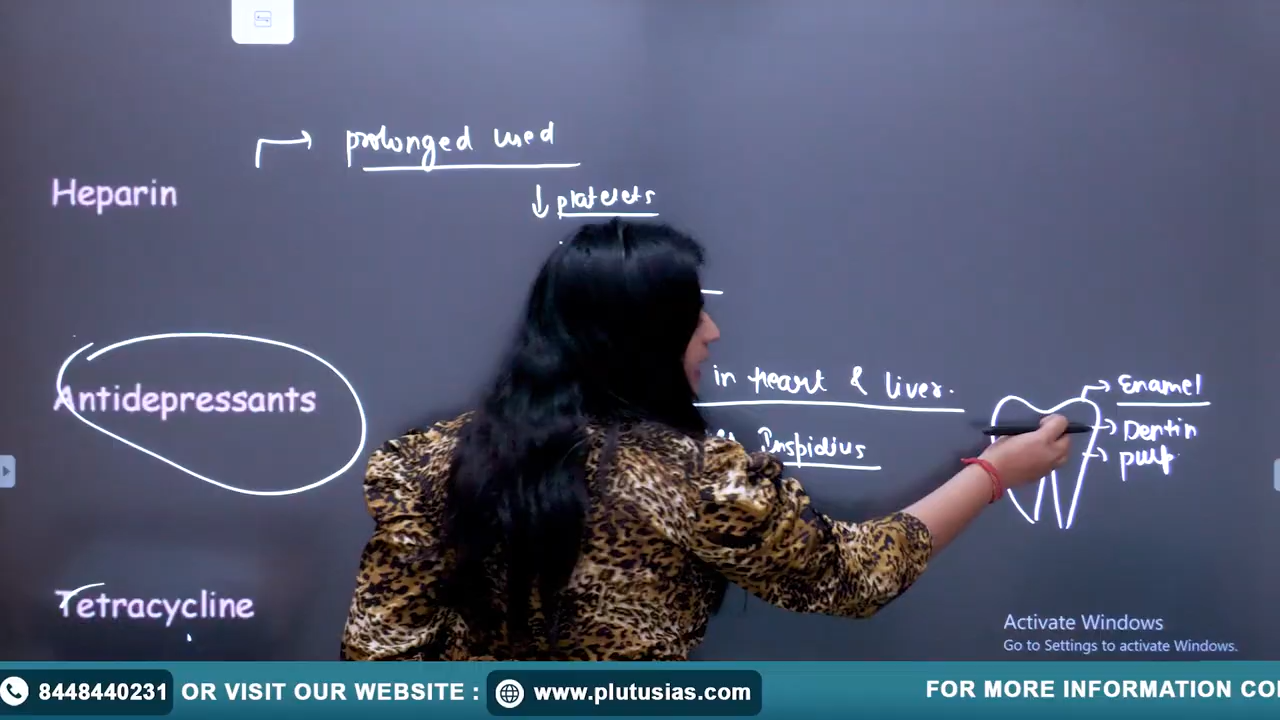 prolonged used
Heparin
↓ platelets
in heart & liver.
Enamel
Antidepressants
Dentin
Inspidius
pulp
Tetracycline
Activate Windows
Go to Settings to activate Windows.
8448440231 OR VISIT OUR WEBSITE : www.plutusias.com
FOR MORE INFORMATION CO